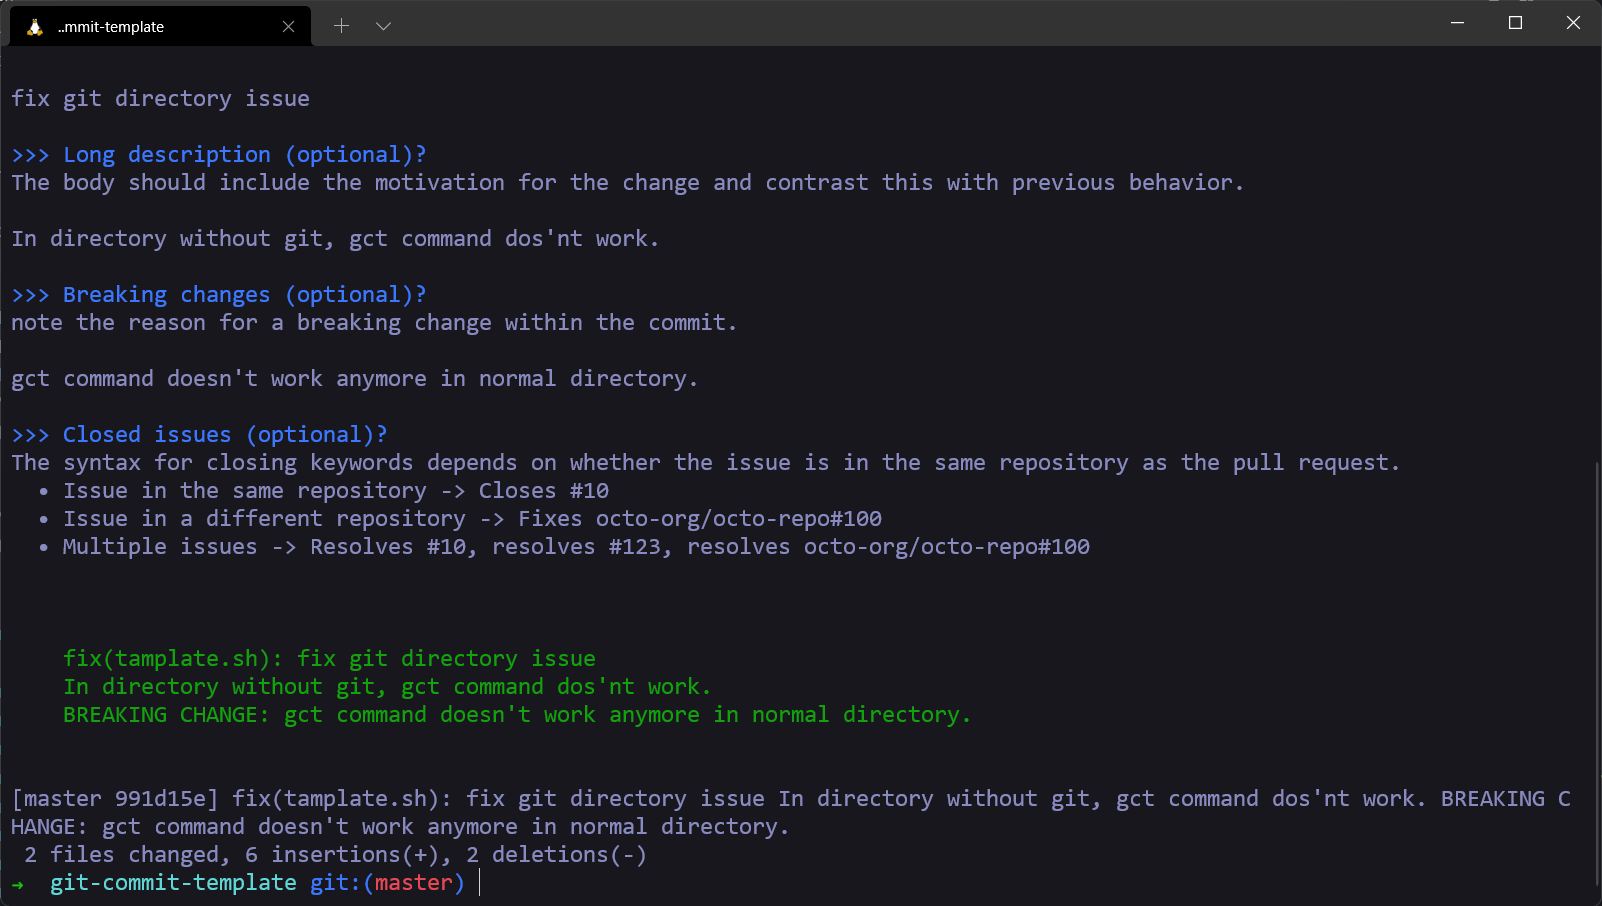 ..mmit-template
fix git directory issue
>>> Long description (optional)?
The body should include the motivation for the change and contrast this with previous behavior.
In directory without git, gct command dos'nt work.
>>> Breaking changes (optional)?
note the reason for a breaking change within the commit.
gct command doesn't work anymore in normal directory.
>>> Closed issues (optional)?
The syntax for closing keywords depends on whether the issue is in the same repository as the pull request.
• Issue in the same repository -> Closes #10
• Issue in a different repository -> Fixes octo-org/octo-repo#100
• Multiple issues -> Resolves #10, resolves #123, resolves octo-org/octo-repo#100
fix(tamplate.sh): fix git directory issue
In directory without git, gct command dos'nt work.
BREAKING CHANGE: gct command doesn't work anymore in normal directory.
[master 991d15e] fix(tamplate.sh): fix git directory issue In directory without git, gct command dos'nt work. BREAKING C
HANGE: gct command doesn't work anymore in normal directory.
2 files changed, 6 insertions(+), 2 deletions(-)
→ git-commit-template git:(master)